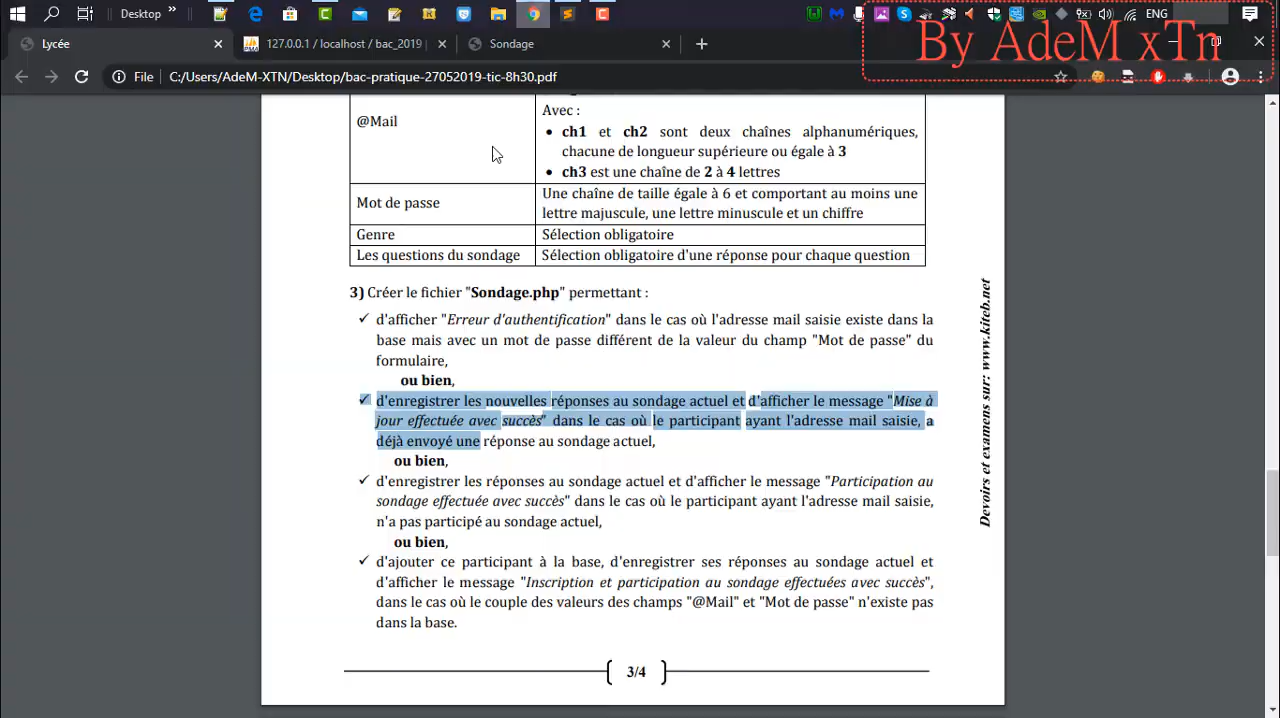 Desktop
ENG
By AdeM xTn
Lycée
127.0.0.1 / localhost / bac_2019
Sondage
File
C:/Users/AdeM-XTN/Desktop/bac-pratique-27052019-tic-8h30.pdf
@Mail
Avec :
• ch1 et ch2 sont deux chaînes alphanumériques,
chacune de longueur supérieure ou égale à 3
• ch3 est une chaîne de 2 à 4 lettres
Mot de passe
Une chaîne de taille égale à 6 et comportant au moins une
lettre majuscule, une lettre minuscule et un chiffre
Genre
Sélection obligatoire
Les questions du sondage
Sélection obligatoire d'une réponse pour chaque question
3) Créer le fichier "Sondage.php" permettant :
✓ d'afficher "Erreur d'authentification" dans le cas où l'adresse mail saisie existe dans la
base mais avec un mot de passe différent de la valeur du champ "Mot de passe" du
formulaire,
ou bien,
✓ d'enregistrer les nouvelles réponses au sondage actuel et d'afficher le message "Mise à
jour effectuée avec succès" dans le cas où le participant ayant l'adresse mail saisie, a
déjà envoyé une réponse au sondage actuel,
ou bien,
✓ d'enregistrer les réponses au sondage actuel et d'afficher le message "Participation au
sondage effectuée avec succès" dans le cas où le participant ayant l'adresse mail saisie,
n'a pas participé au sondage actuel,
ou bien,
✓ d'ajouter ce participant à la base, d'enregistrer ses réponses au sondage actuel et
d'afficher le message "Inscription et participation au sondage effectuées avec succès",
dans le cas où le couple des valeurs des champs "@Mail" et "Mot de passe" n'existe pas
dans la base.
3/4
Devoirs et examens sur: www.kiteb.net